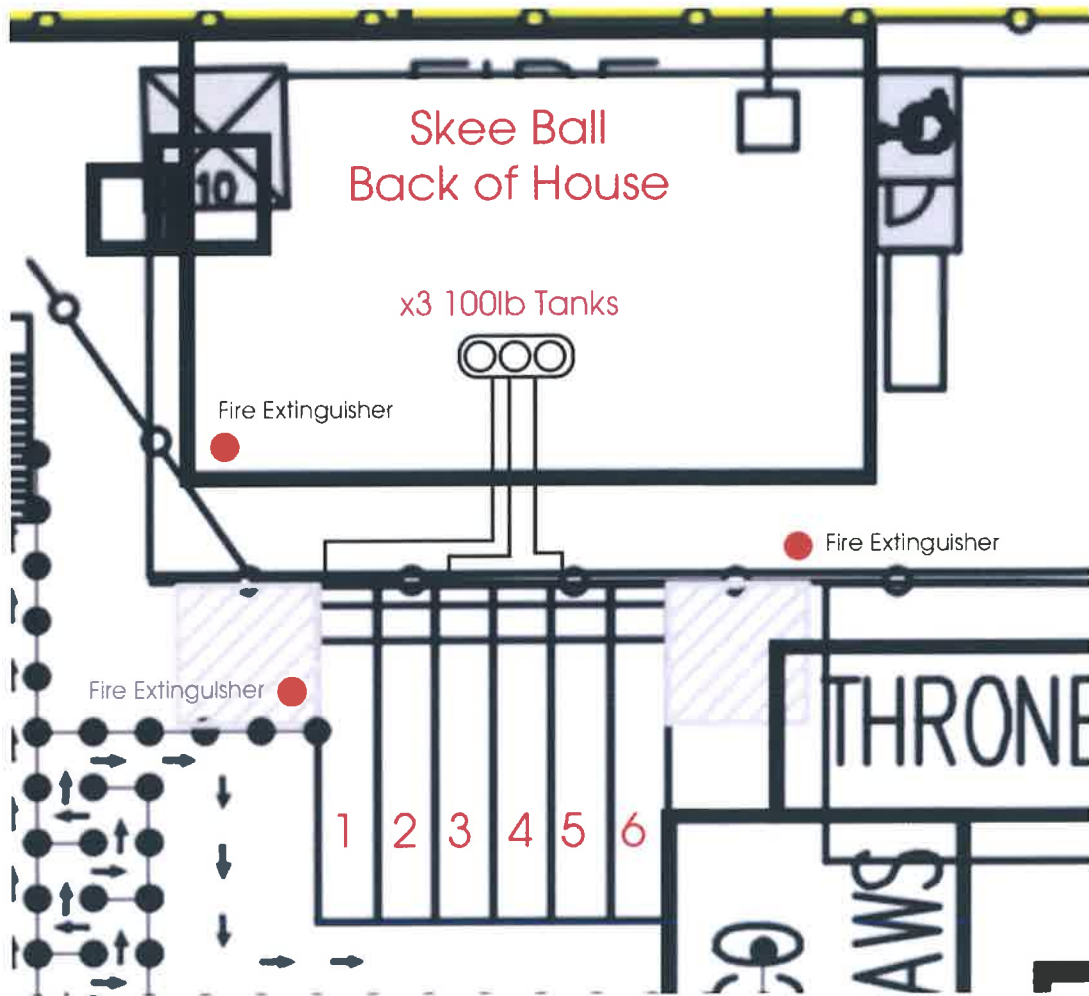 Skee Ball
Back of House
10
x3 100lb Tanks
Fire Extinguisher
Fire Extinguisher
Fire Extinguisher
THRONE
1 2 3 4 5 6
AWS